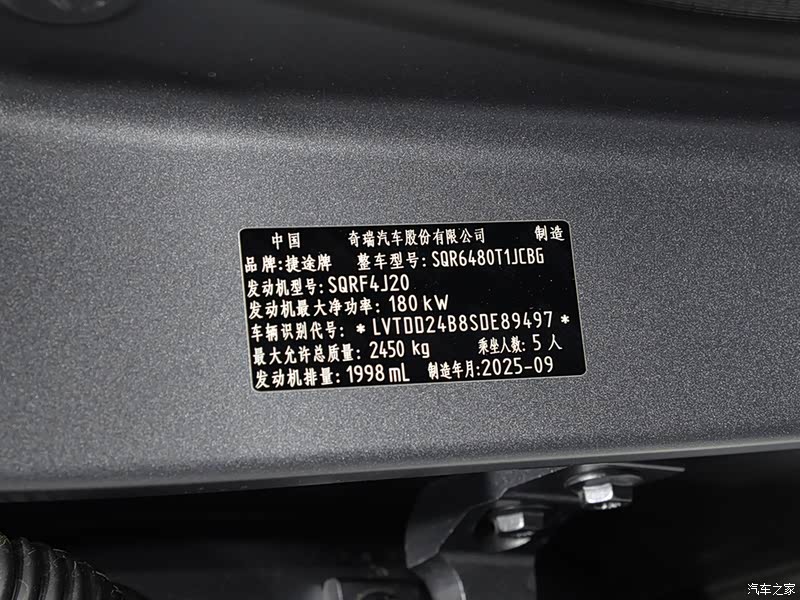 中国 奇瑞汽车股份有限公司 制造
品牌:捷途牌 整车型号:SQR6480T1JCBG
发动机型号:SQRF4J20
发动机最大净功率: 180 kW
车辆识别代号: *LVTDD24B8SDE89497*
最大允许总质量: 2450 kg 乘坐人数: 5 人
发动机排量: 1998 mL 制造年月:2025-09
汽车之家